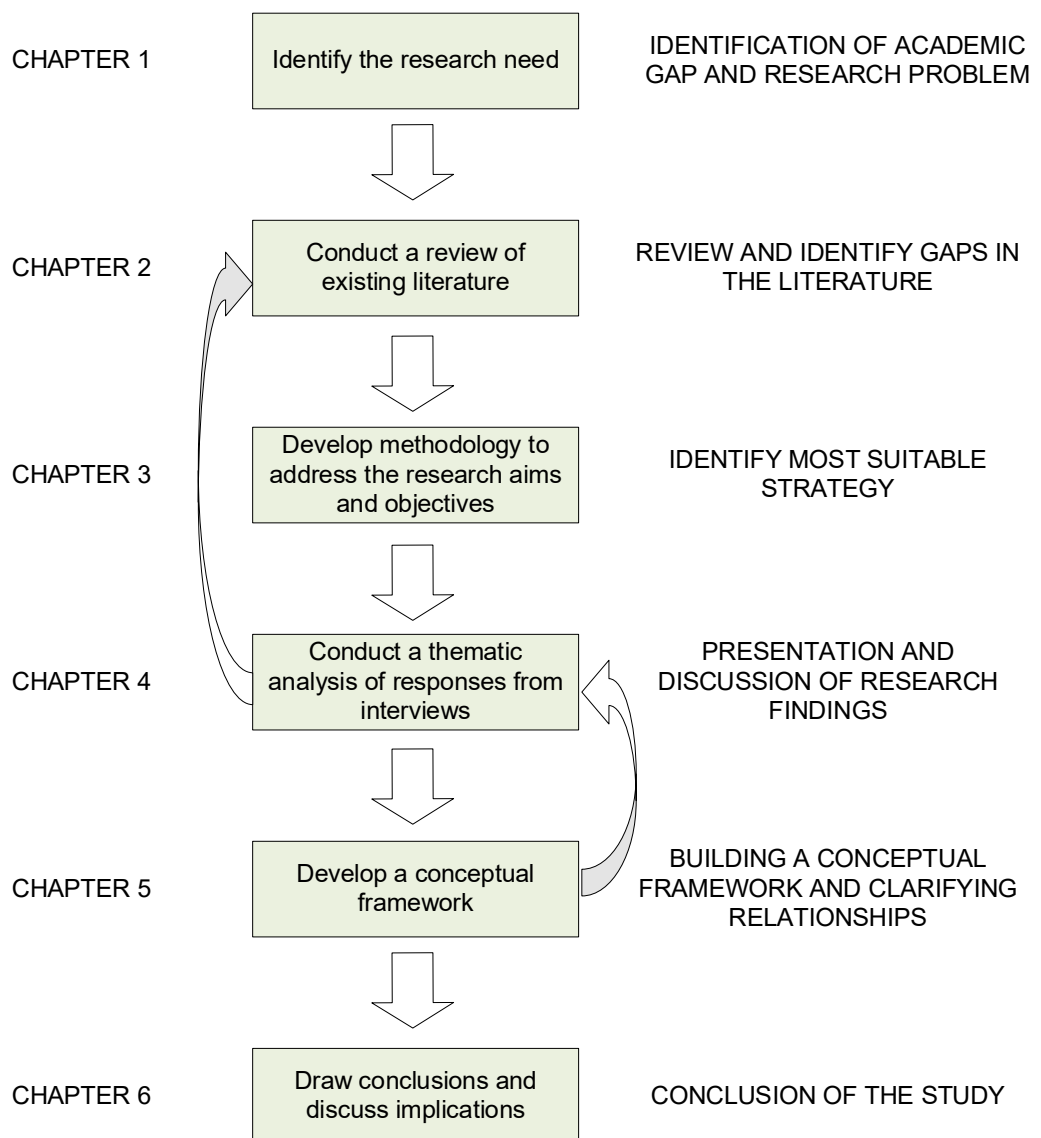 CHAPTER 1
Identify the research need
IDENTIFICATION OF ACADEMIC
GAP AND RESEARCH PROBLEM
CHAPTER 2
Conduct a review of
existing literature
REVIEW AND IDENTIFY GAPS IN
THE LITERATURE
CHAPTER 3
Develop methodology to
address the research aims
and objectives
IDENTIFY MOST SUITABLE
STRATEGY
CHAPTER 4
Conduct a thematic
analysis of responses from
interviews
PRESENTATION AND
DISCUSSION OF RESEARCH
FINDINGS
CHAPTER 5
Develop a conceptual
framework
BUILDING A CONCEPTUAL
FRAMEWORK AND CLARIFYING
RELATIONSHIPS
CHAPTER 6
Draw conclusions and
discuss implications
CONCLUSION OF THE STUDY